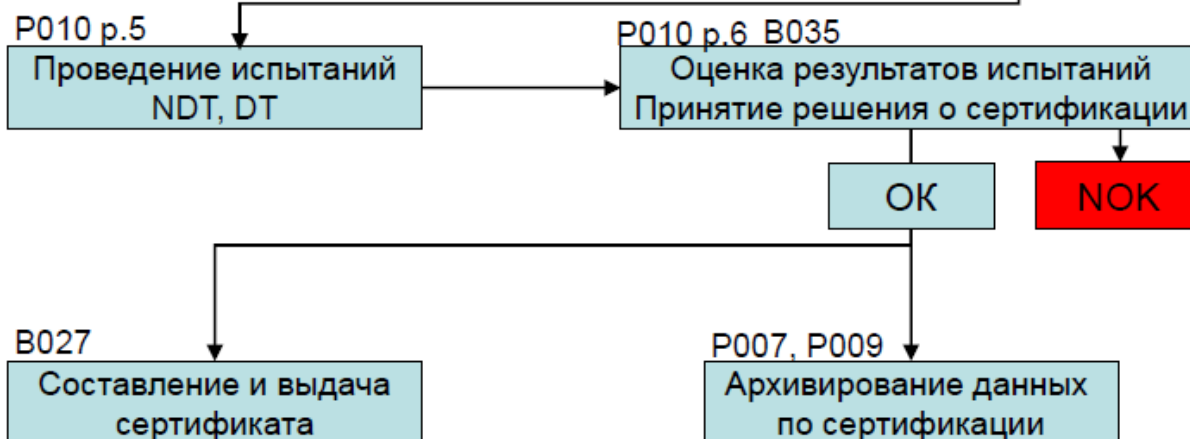 P010 p.5
Проведение испытаний
NDT, DT
P010 p.6 B035
Оценка результатов испытаний
Принятие решения о сертификации
ОК
NOK
B027
Составление и выдача
сертификата
P007, P009
Архивирование данных
по сертификации